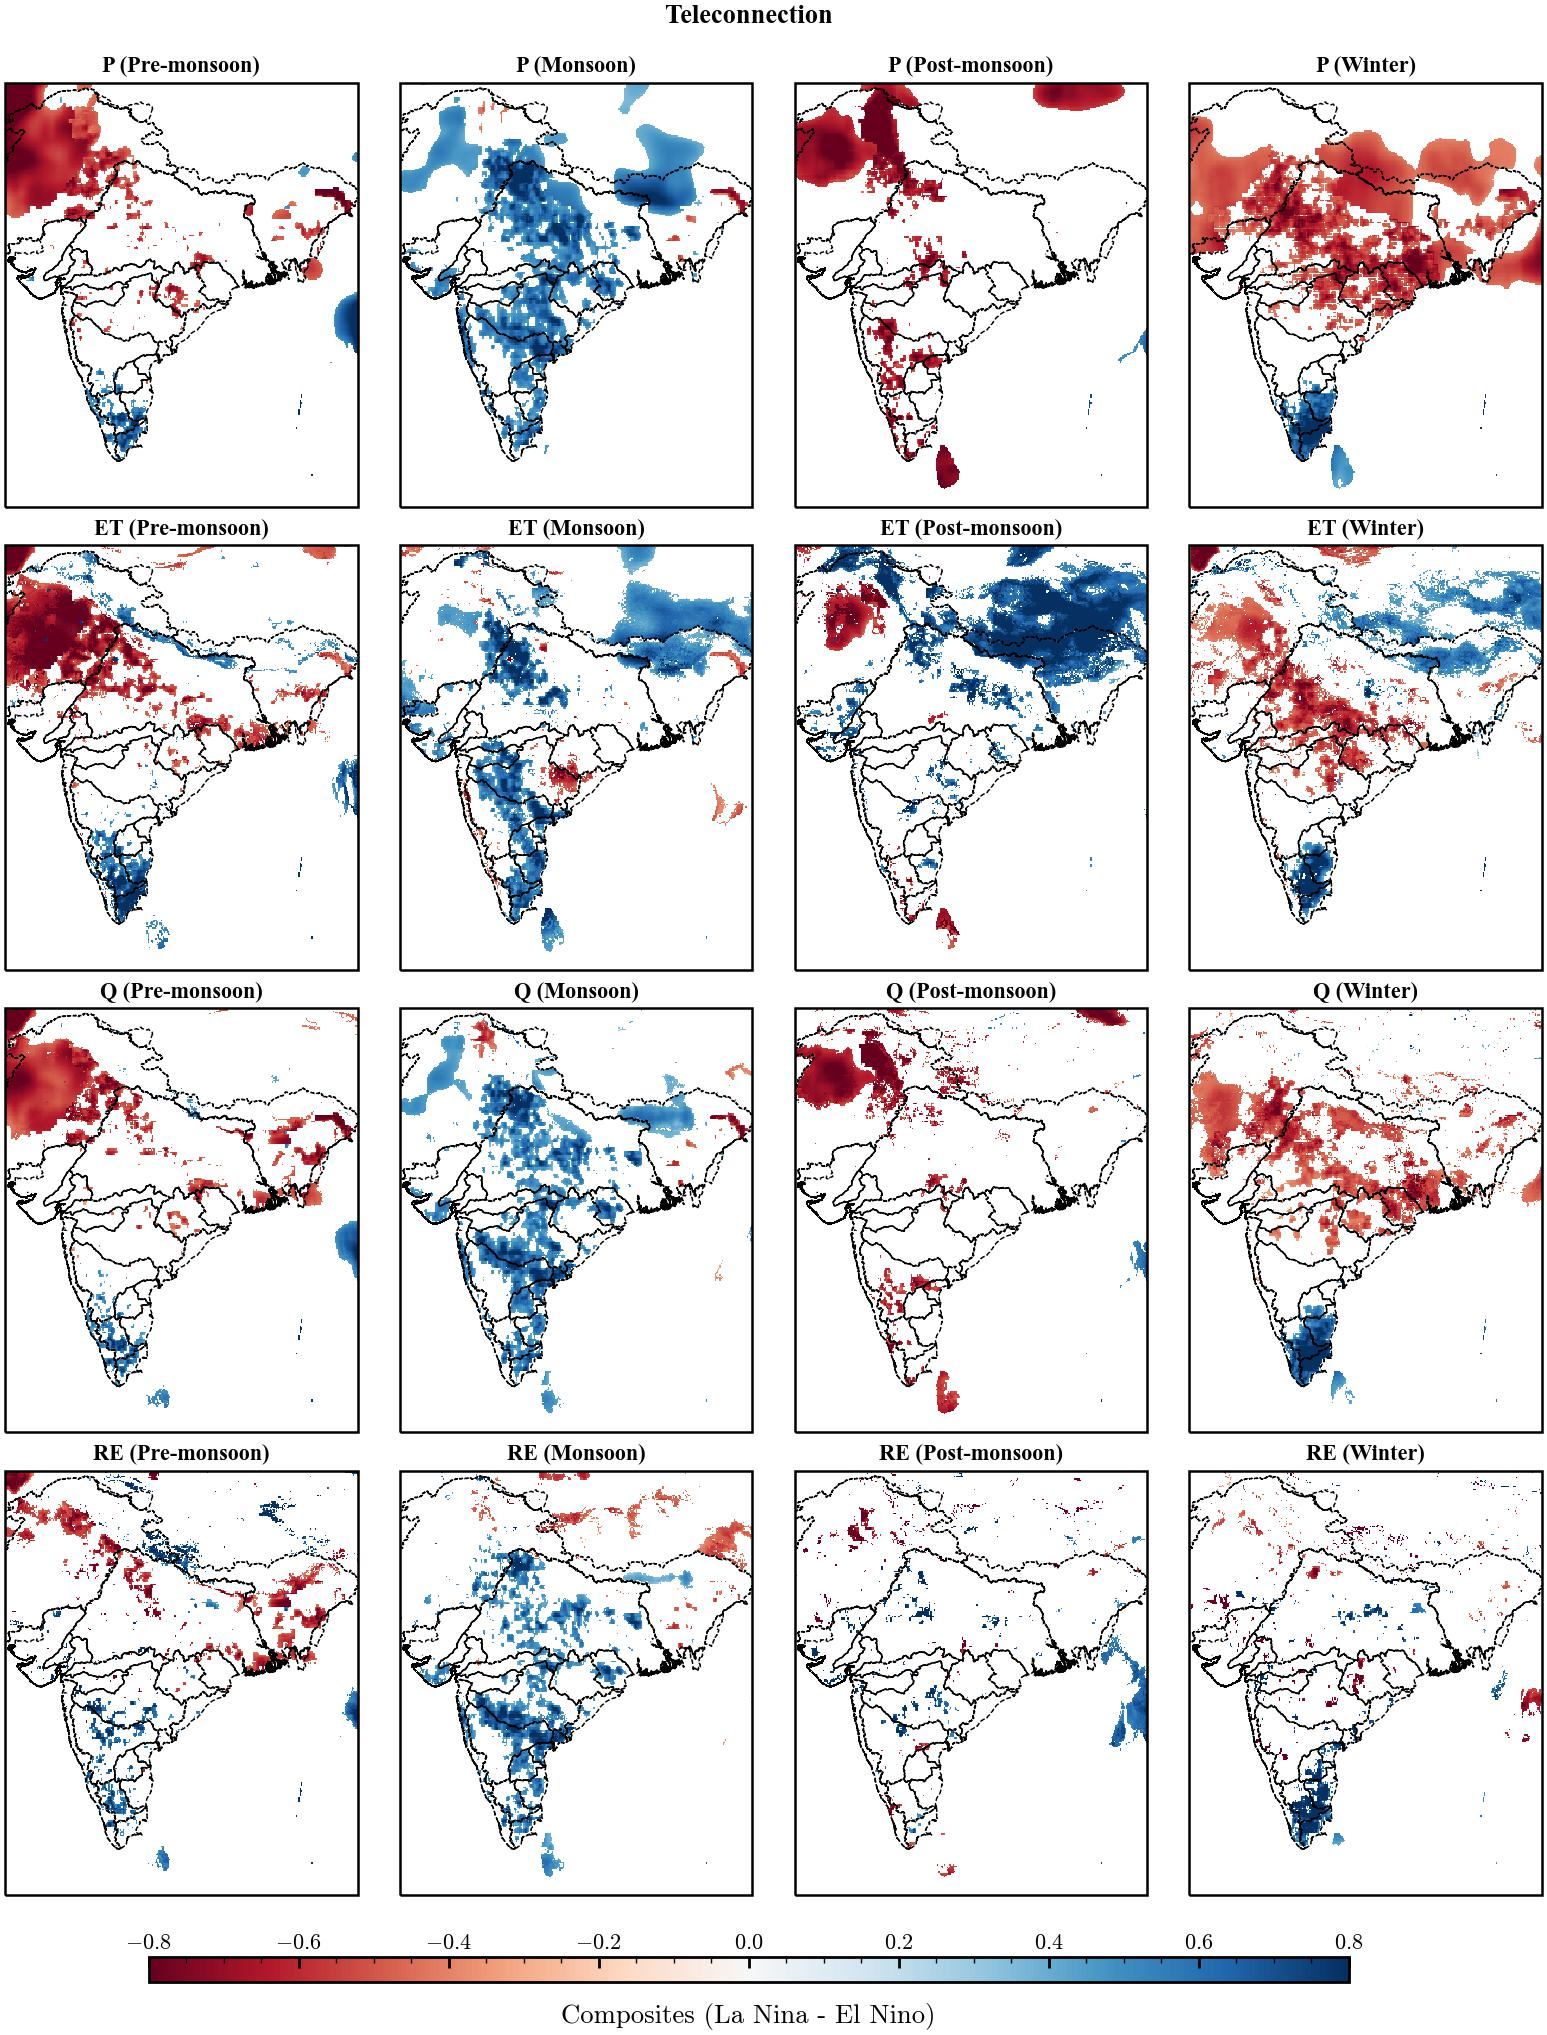 Teleconnection
P (Pre-monsoon) P (Monsoon) P (Post-monsoon) P (Winter)
ET (Pre-monsoon) ET (Monsoon) ET (Post-monsoon) ET (Winter)
Q (Pre-monsoon) Q (Monsoon) Q (Post-monsoon) Q (Winter)
RE (Pre-monsoon) RE (Monsoon) RE (Post-monsoon) RE (Winter)
−0.8 −0.6 −0.4 −0.2 0.0 0.2 0.4 0.6 0.8
Composites (La Nina - El Nino)